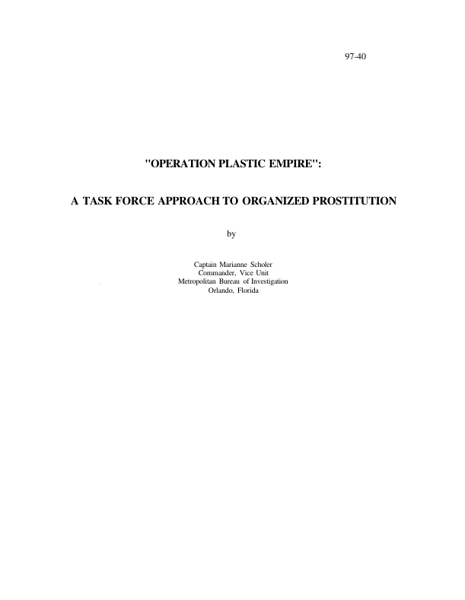 97-40
"OPERATION PLASTIC EMPIRE":
A TASK FORCE APPROACH TO ORGANIZED PROSTITUTION
by
Captain Marianne Scholer
Commander, Vice Unit
Metropolitan Bureau of Investigation
Orlando, Florida